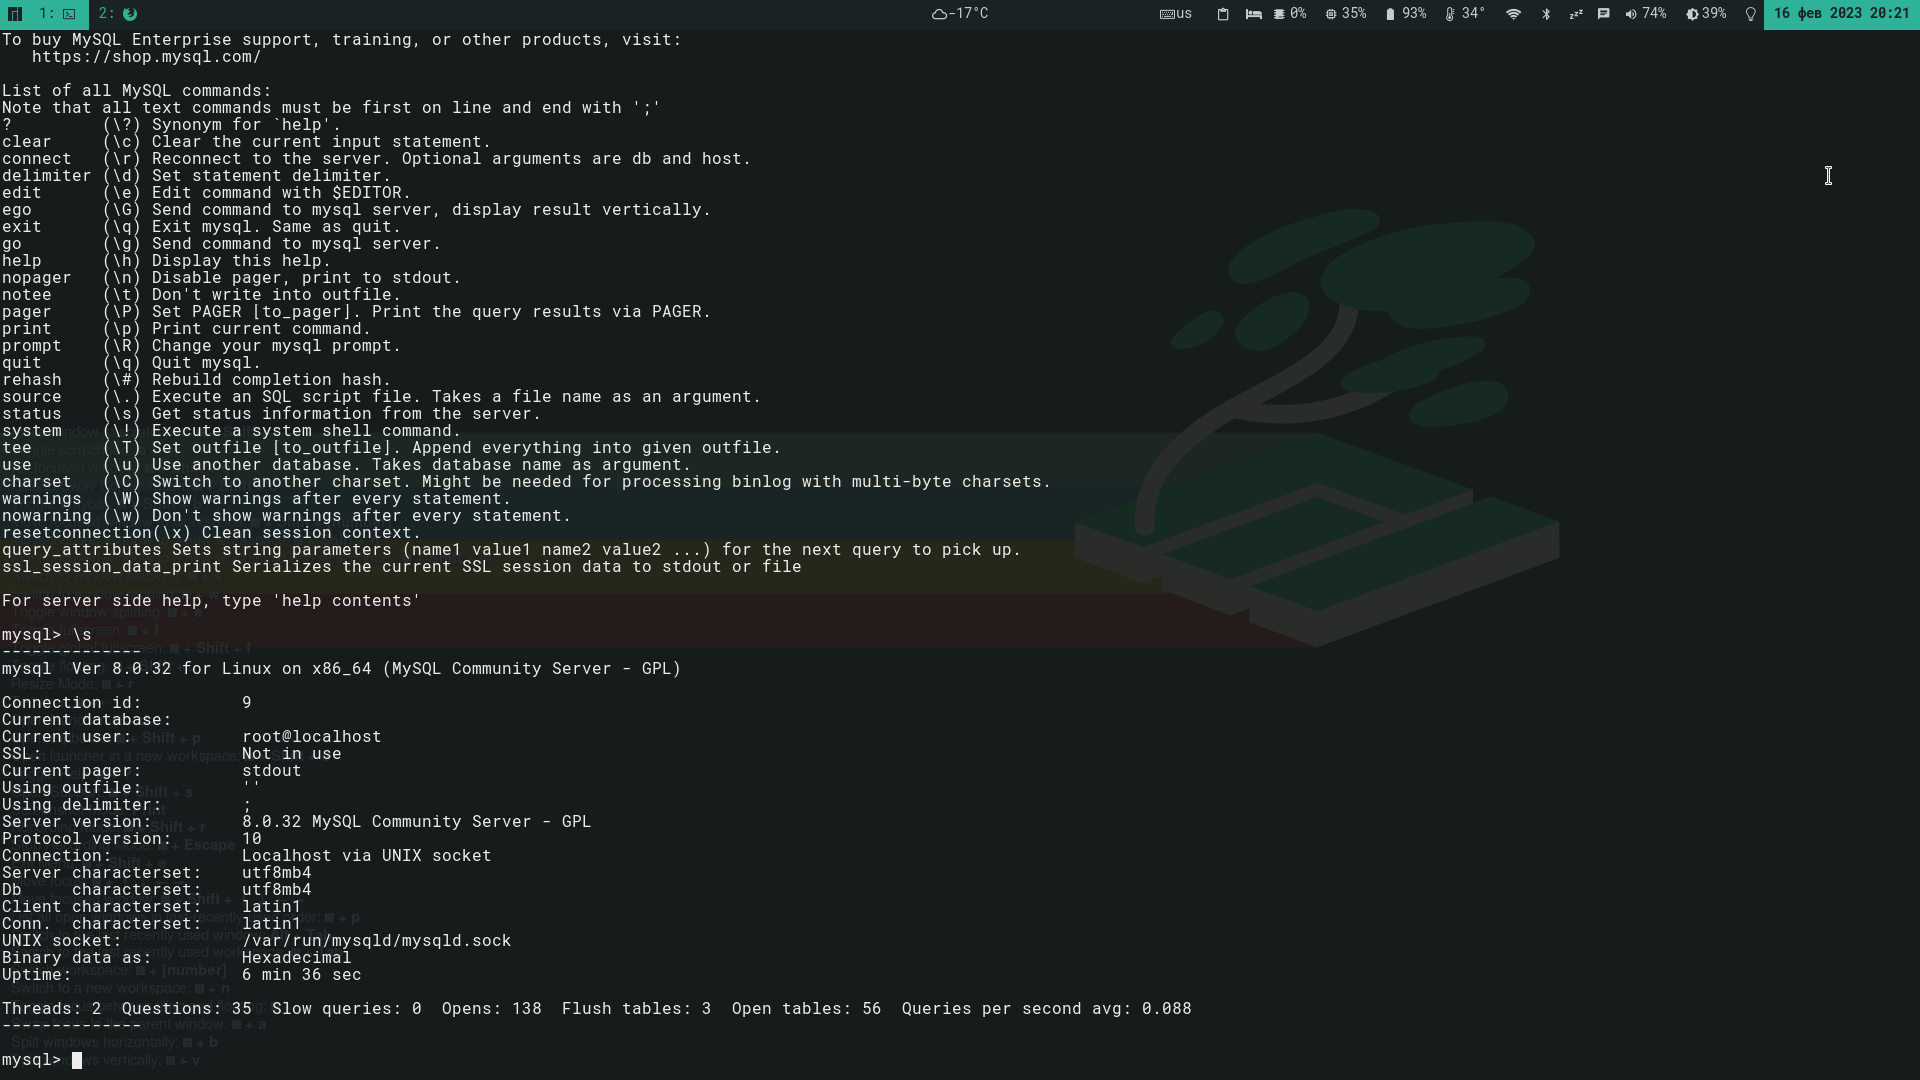 1: 2: -17°C us 0% 35% 93% 34° 74% 39% 16 фев 2023 20:21
To buy MySQL Enterprise support, training, or other products, visit:
https://shop.mysql.com/
List of all MySQL commands:
Note that all text commands must be first on line and end with ';'
? (\?) Synonym for `help'.
clear (\c) Clear the current input statement.
connect (\r) Reconnect to the server. Optional arguments are db and host.
delimiter (\d) Set statement delimiter.
edit (\e) Edit command with $EDITOR.
ego (\G) Send command to mysql server, display result vertically.
exit (\q) Exit mysql. Same as quit.
go (\g) Send command to mysql server.
help (\h) Display this help.
nopager (\n) Disable pager, print to stdout.
notee (\t) Don't write into outfile.
pager (\P) Set PAGER [to_pager]. Print the query results via PAGER.
print (\p) Print current command.
prompt (\R) Change your mysql prompt.
quit (\q) Quit mysql.
rehash (\#) Rebuild completion hash.
source (\.) Execute an SQL script file. Takes a file name as an argument.
status (\s) Get status information from the server.
system (\!) Execute a system shell command.
tee (\T) Set outfile [to_outfile]. Append everything into given outfile.
use (\u) Use another database. Takes database name as argument.
charset (\C) Switch to another charset. Might be needed for processing binlog with multi-byte charsets.
warnings (\W) Show warnings after every statement.
nowarning (\w) Don't show warnings after every statement.
resetconnection(\x) Clean session context.
query_attributes Sets string parameters (name1 value1 name2 value2 ...) for the next query to pick up.
ssl_session_data_print Serializes the current SSL session data to stdout or file
For server side help, type 'help contents'
mysql> \s
--------------
mysql  Ver 8.0.32 for Linux on x86_64 (MySQL Community Server - GPL)
Connection id: 9
Current database:
Current user: root@localhost
SSL: Not in use
Current pager: stdout
Using outfile: ''
Using delimiter: ;
Server version: 8.0.32 MySQL Community Server - GPL
Protocol version: 10
Connection: Localhost via UNIX socket
Server characterset: utf8mb4
Db characterset: utf8mb4
Client characterset: latin1
Conn. characterset: latin1
UNIX socket: /var/run/mysqld/mysqld.sock
Binary data as: Hexadecimal
Uptime: 6 min 36 sec
Threads: 2  Questions: 35  Slow queries: 0  Opens: 138  Flush tables: 3  Open tables: 56  Queries per second avg: 0.088
--------------
mysql>